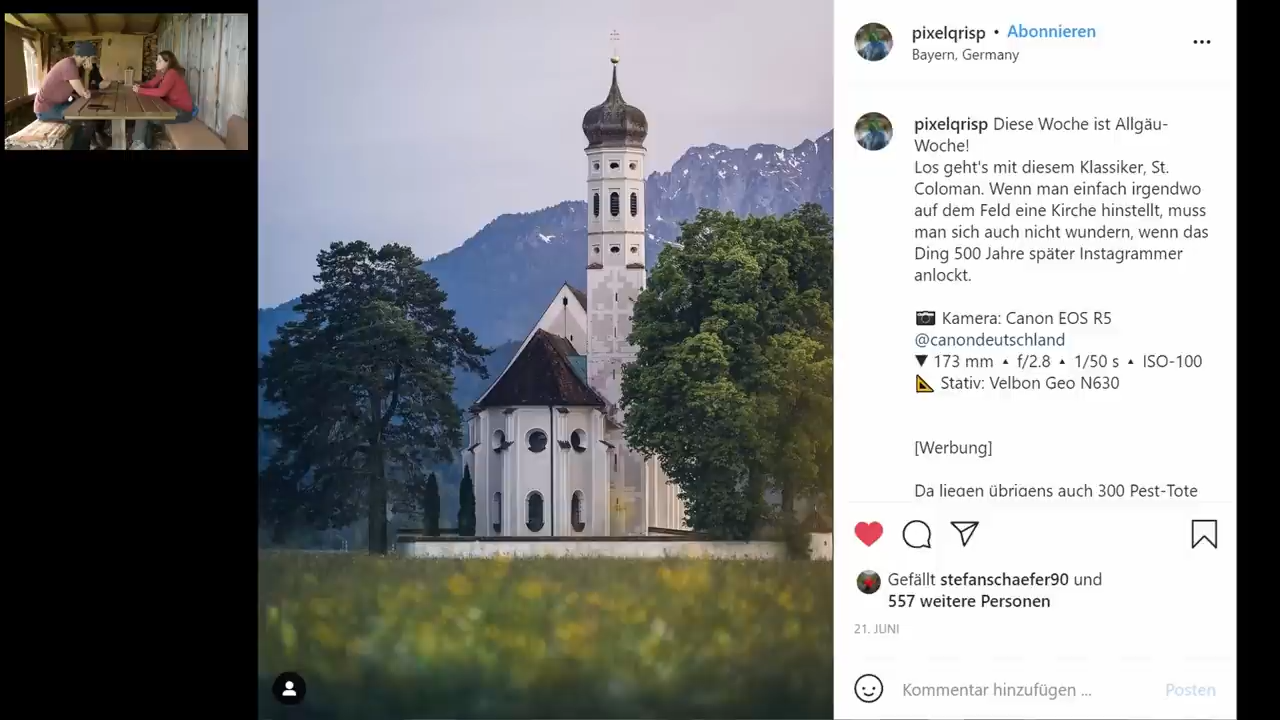 pixelqrisp • Abonnieren
Bayern, Germany
pixelqrisp Diese Woche ist Allgäu-
Woche!
Los geht's mit diesem Klassiker, St.
Coloman. Wenn man einfach irgendwo
auf dem Feld eine Kirche hinstellt, muss
man sich auch nicht wundern, wenn das
Ding 500 Jahre später Instagrammer
anlockt.
📷 Kamera: Canon EOS R5
@canondeutschland
▼ 173 mm ▲ f/2.8 ▲ 1/50 s ▲ ISO-100
📐 Stativ: Velbon Geo N630
[Werbung]
Da liegen übrigens auch 300 Pest-Tote
Gefällt stefanschaefer90 und
557 weitere Personen
21. JUNI
Kommentar hinzufügen ... Posten